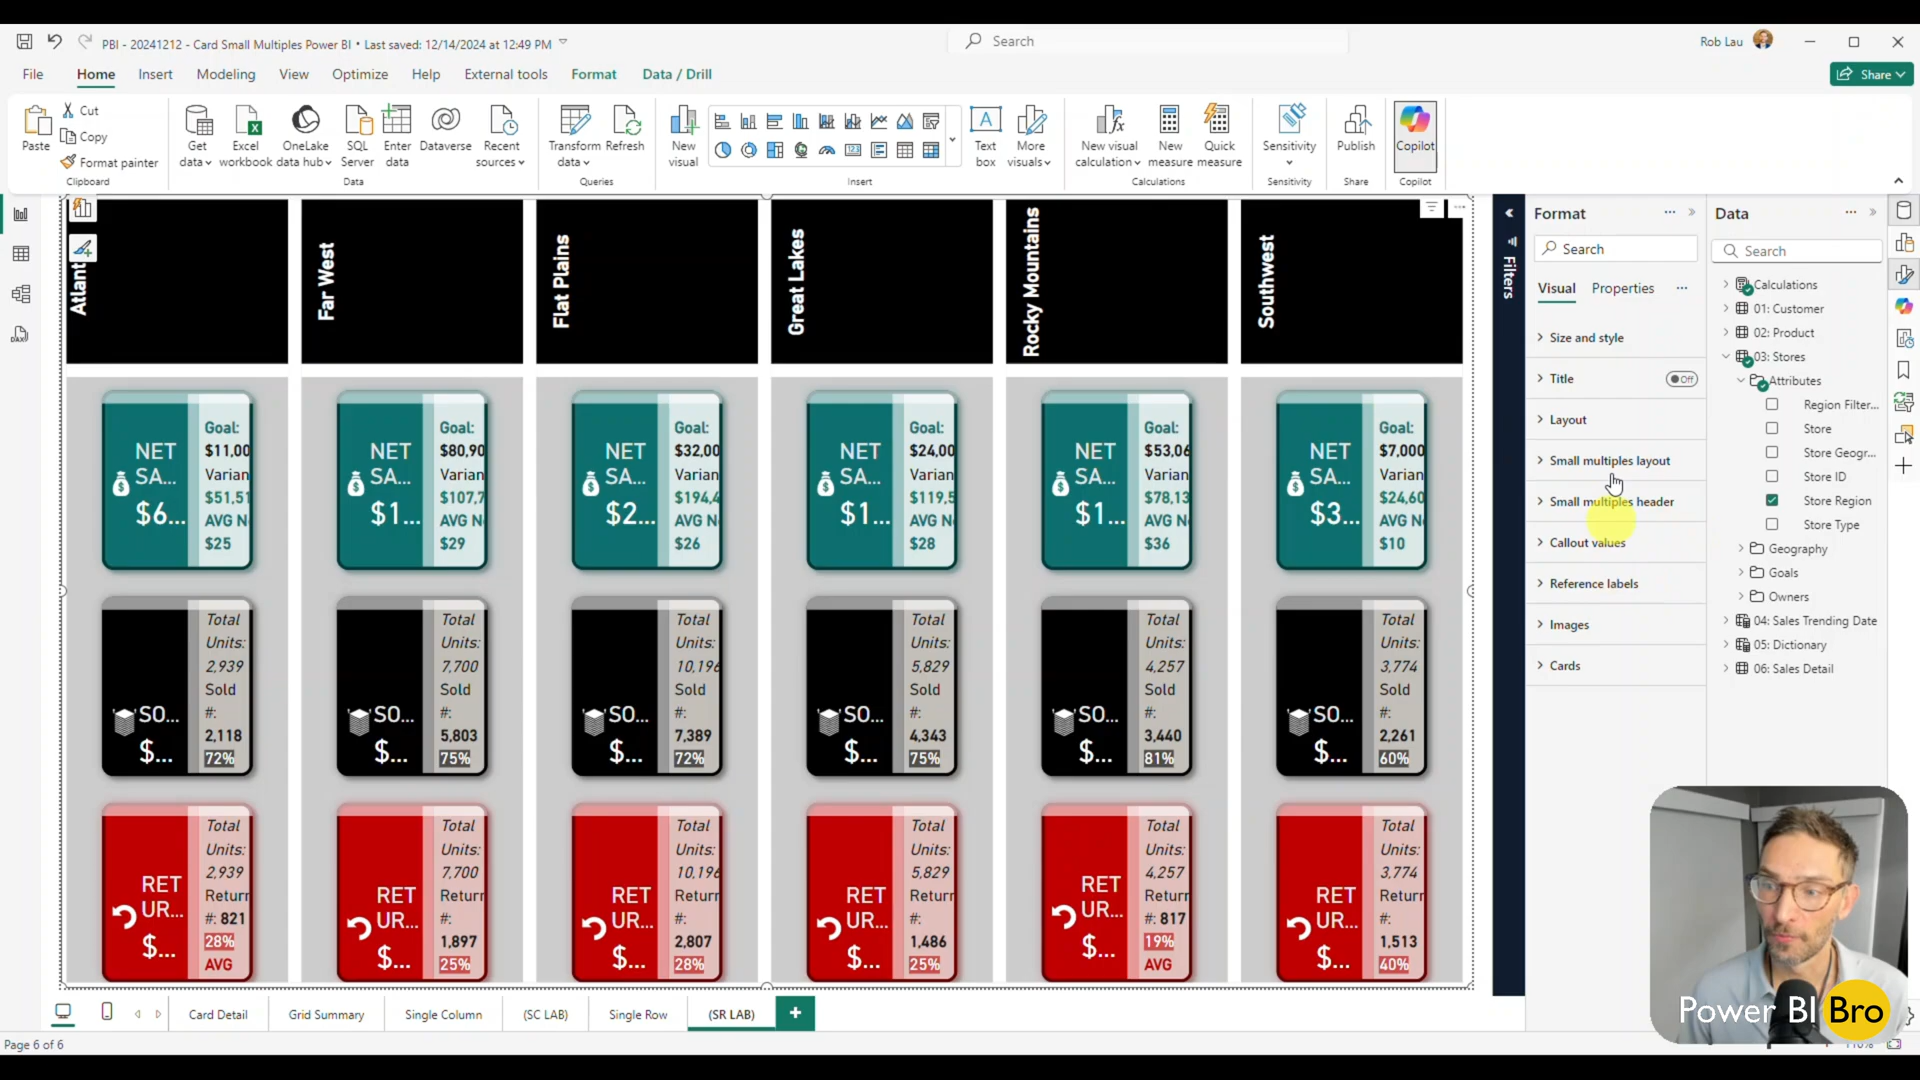 PBI - 20241212 - Card Small Multiples Power BI • Last saved: 12/14/2024 at 12:49 PM
Search
Rob Lau
File Home Insert Modeling View Optimize Help External tools Format Data / Drill
Share
Paste
Cut
Copy
Format painter
Clipboard
Get data
Excel workbook
OneLake data hub
SQL Server
Enter data
Dataverse
Recent sources
Data
Transform data
Refresh
Queries
New visual
Text box
More visuals
Insert
New visual calculation
New measure
Quick measure
Calculations
Sensitivity
Sensitivity
Publish
Share
Copilot
Copilot
Atlant
Far West
Flat Plains
Great Lakes
Rocky Mountains
Southwest
NET SA... $6...
Goal: $11,00
Varian $51,51
AVG N $25
NET SA... $1...
Goal: $80,90
Varian $107,7
AVG N $29
NET SA... $2...
Goal: $32,00
Varian $194,4
AVG N $26
NET SA... $1...
Goal: $24,00
Varian $119,5
AVG N $28
NET SA... $1...
Goal: $53,06
Varian $78,13
AVG N $36
NET SA... $3...
Goal: $7,000
Varian $24,60
AVG N $10
SO... $...
Total Units: 2,939
Sold #: 2,118
72%
SO... $...
Total Units: 7,700
Sold #: 5,803
75%
SO... $...
Total Units: 10,196
Sold #: 7,389
72%
SO... $...
Total Units: 5,829
Sold #: 4,343
75%
SO... $...
Total Units: 4,257
Sold #: 3,440
81%
SO... $...
Total Units: 3,774
Sold #: 2,261
60%
RET UR... $...
Total Units: 2,939
Return #: 821
28%
AVG
RET UR... $...
Total Units: 7,700
Return #: 1,897
25%
RET UR... $...
Total Units: 10,196
Return #: 2,807
28%
RET UR... $...
Total Units: 5,829
Return #: 1,486
25%
RET UR... $...
Total Units: 4,257
Return #: 817
19%
AVG
RET UR... $...
Total Units: 3,774
Return #: 1,513
40%
Filters
Format
Search
Visual Properties
Size and style
Title Off
Layout
Small multiples layout
Small multiples header
Callout values
Reference labels
Images
Cards
Data
Search
Calculations
01: Customer
02: Product
03: Stores
Attributes
Region Filter...
Store
Store Geogr...
Store ID
Store Region
Store Type
Geography
Goals
Owners
04: Sales Trending Date
05: Dictionary
06: Sales Detail
Power BI Bro
Card Detail Grid Summary Single Column (SC LAB) Single Row (SR LAB) +
Page 6 of 6